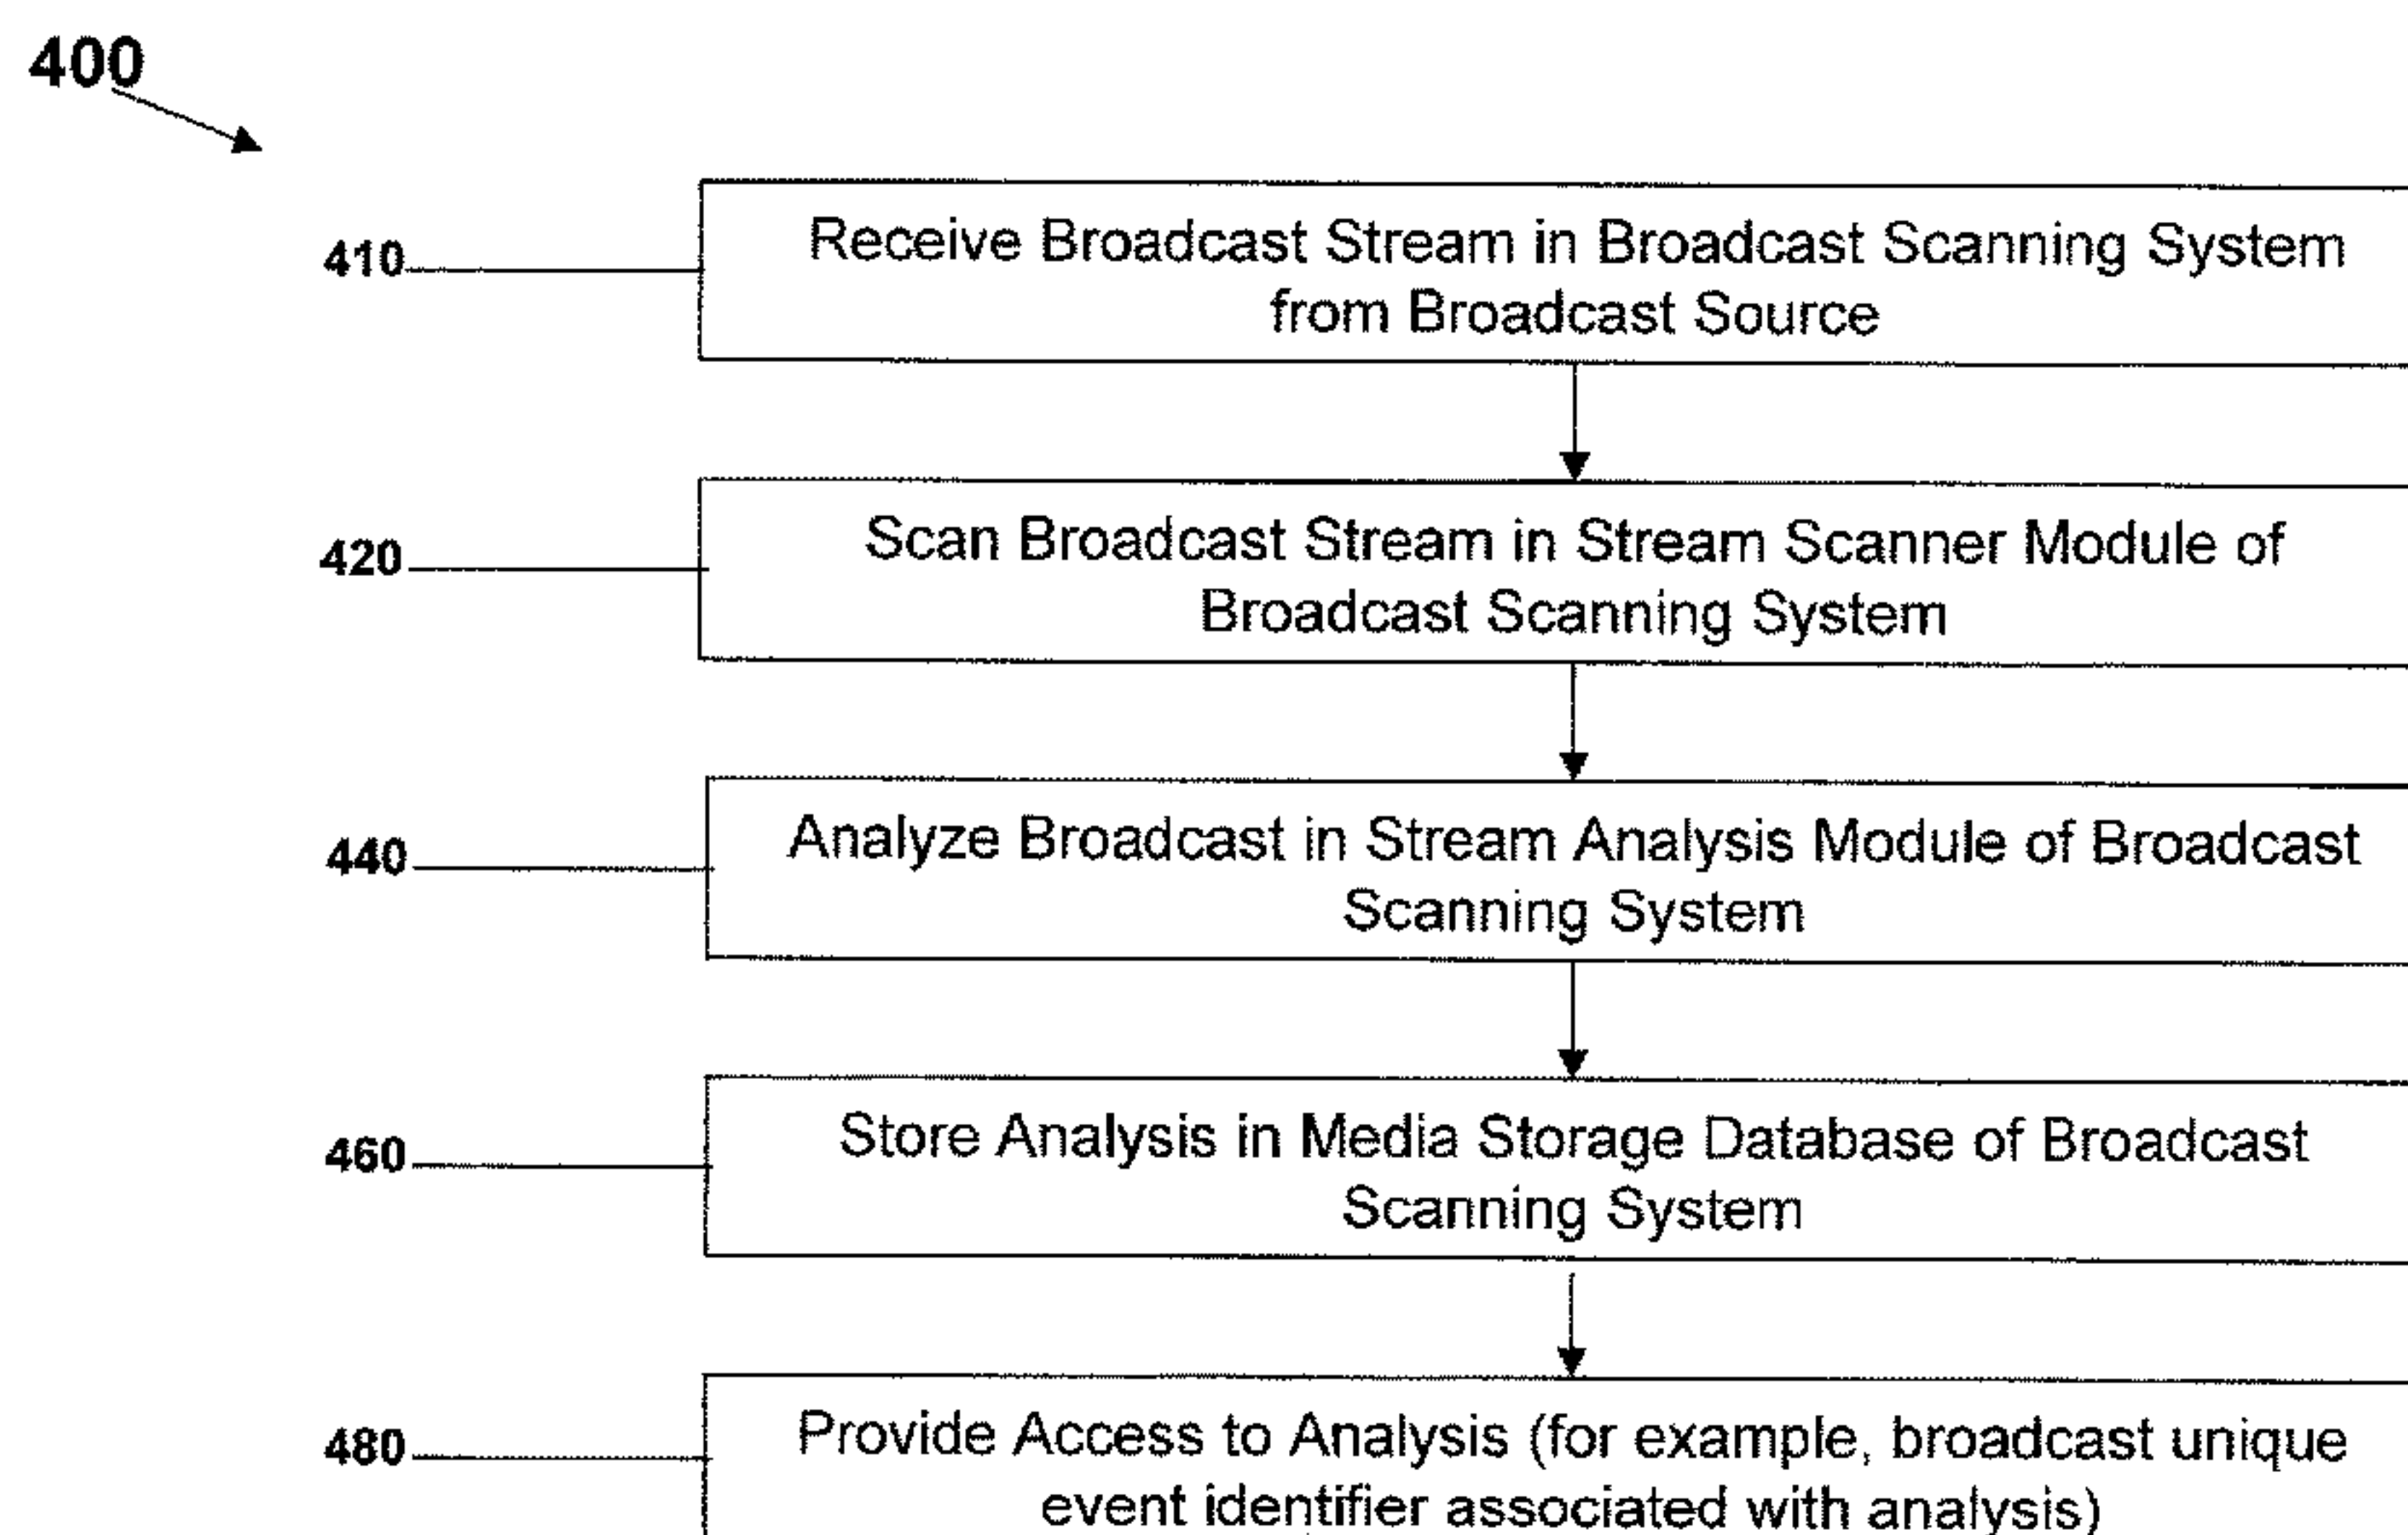 400
410
Receive Broadcast Stream in Broadcast Scanning System
from Broadcast Source
420
Scan Broadcast Stream in Stream Scanner Module of
Broadcast Scanning System
440
Analyze Broadcast in Stream Analysis Module of Broadcast
Scanning System
460
Store Analysis in Media Storage Database of Broadcast
Scanning System
480
Provide Access to Analysis (for example, broadcast unique
event identifier associated with analysis)